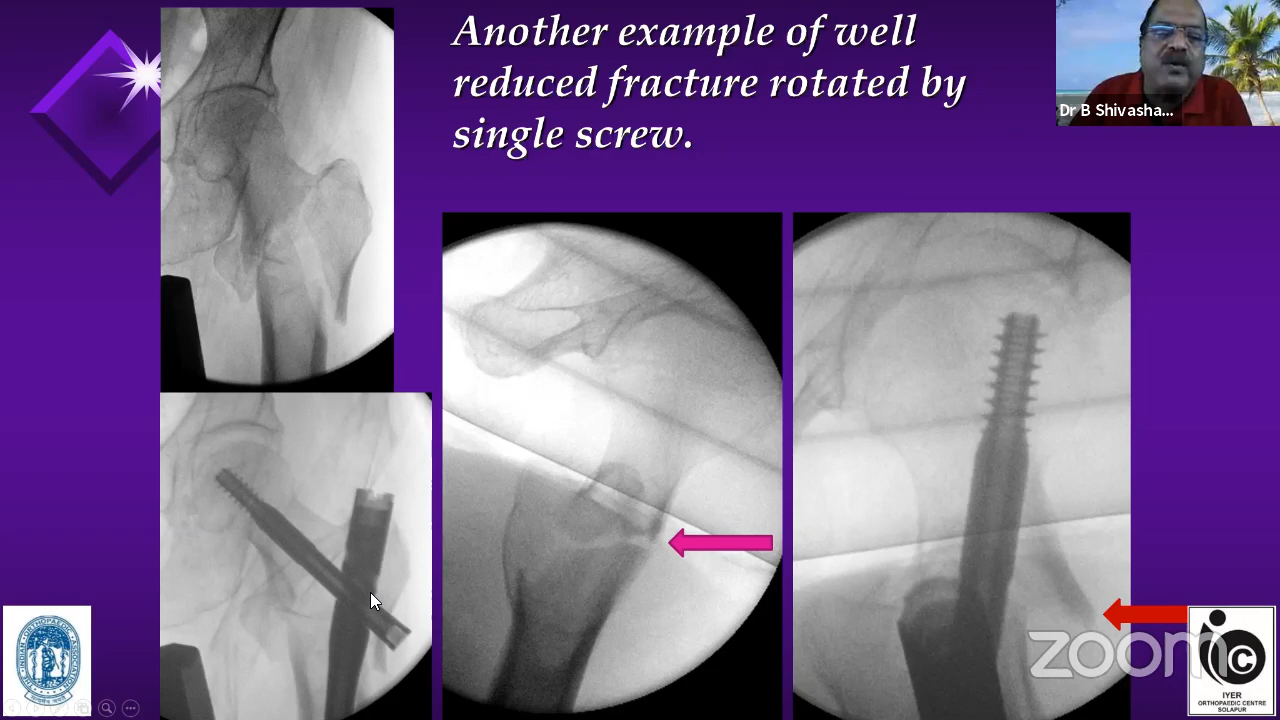 Another example of well
reduced fracture rotated by
single screw.
Dr B Shivasha...
zoom
IYER
ORTHOPAEDIC CENTRE
SOLAPUR